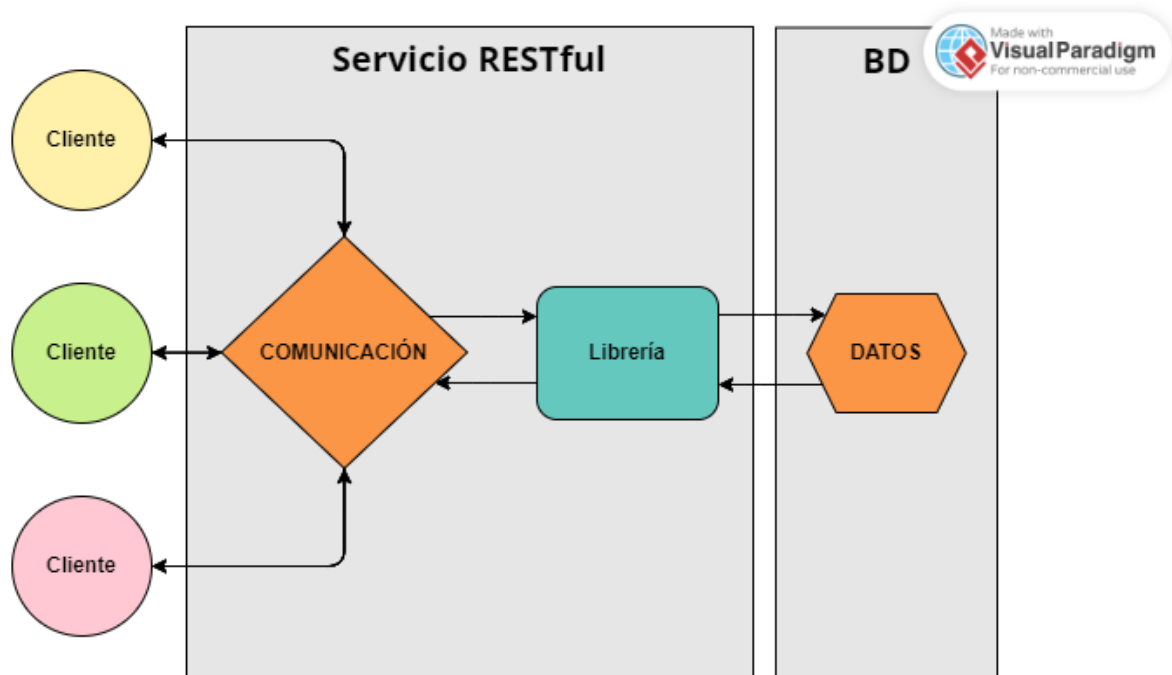 Servicio RESTful
BD
Made with
Visual Paradigm
For non-commercial use
Cliente
Cliente
COMUNICACIÓN
Librería
DATOS
Cliente